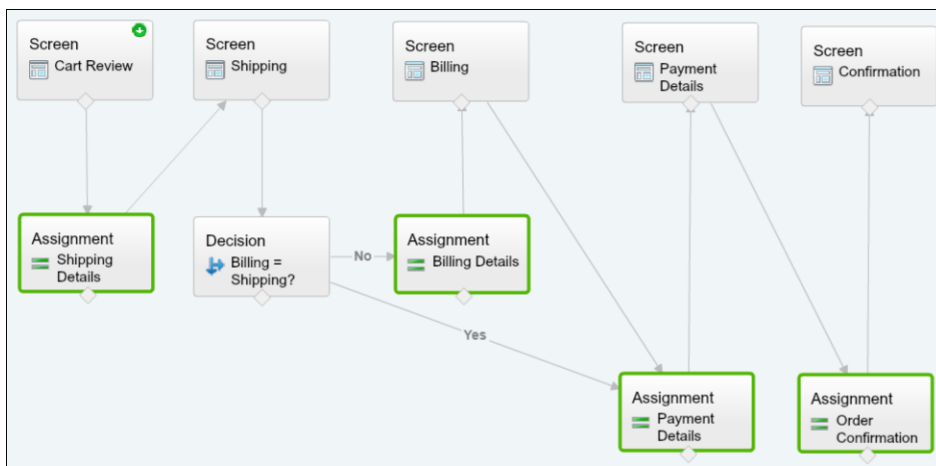 Screen
Cart Review
Screen
Shipping
Screen
Billing
Screen
Payment
Details
Screen
Confirmation
Assignment
Shipping
Details
Decision
Billing =
Shipping?
No
Assignment
Billing Details
Yes
Assignment
Payment
Details
Assignment
Order
Confirmation